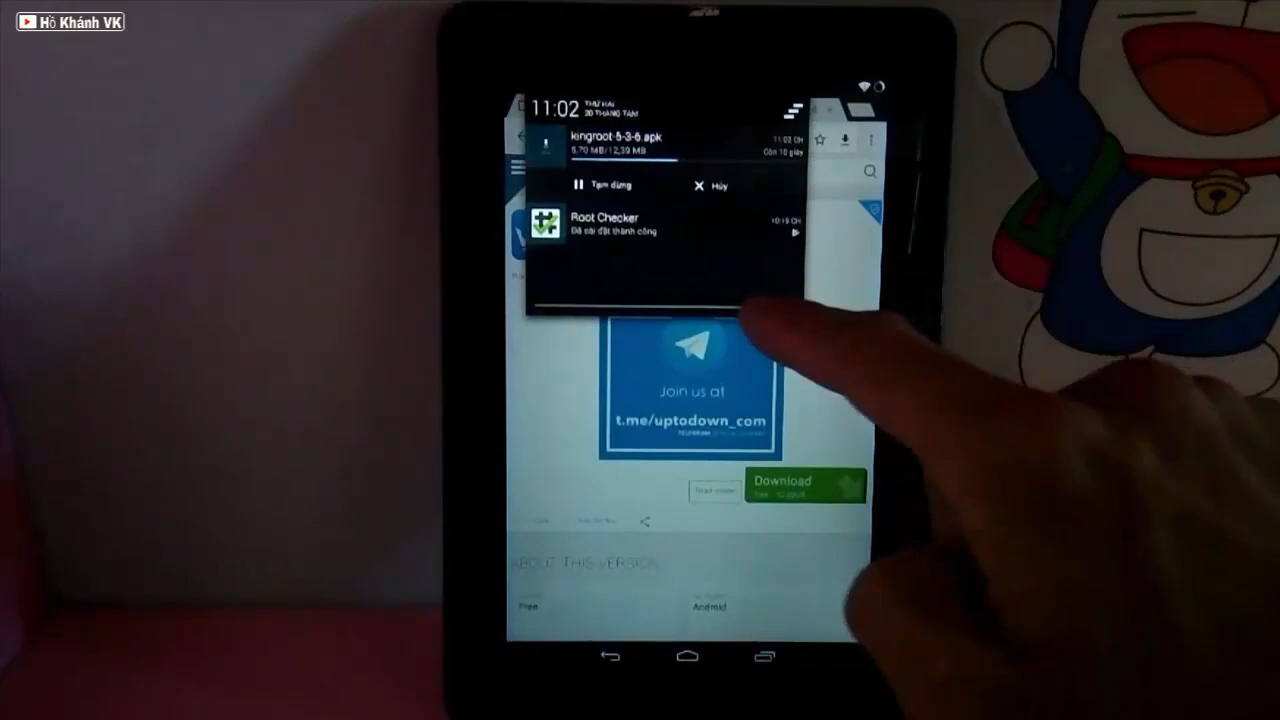 Hồ Khánh VK
11:02
THỨ HAI
20 THÁNG TÁM
kingroot-5-3-6.apk
11:02 CH
5,70 MB/12,39 MB
Còn 10 giây
Tạm dừng
Hủy
Root Checker
10:19 CH
Đã cài đặt thành công
Join us at
t.me/uptodown_com
Download
ABOUT THIS VERSION
Free
Android